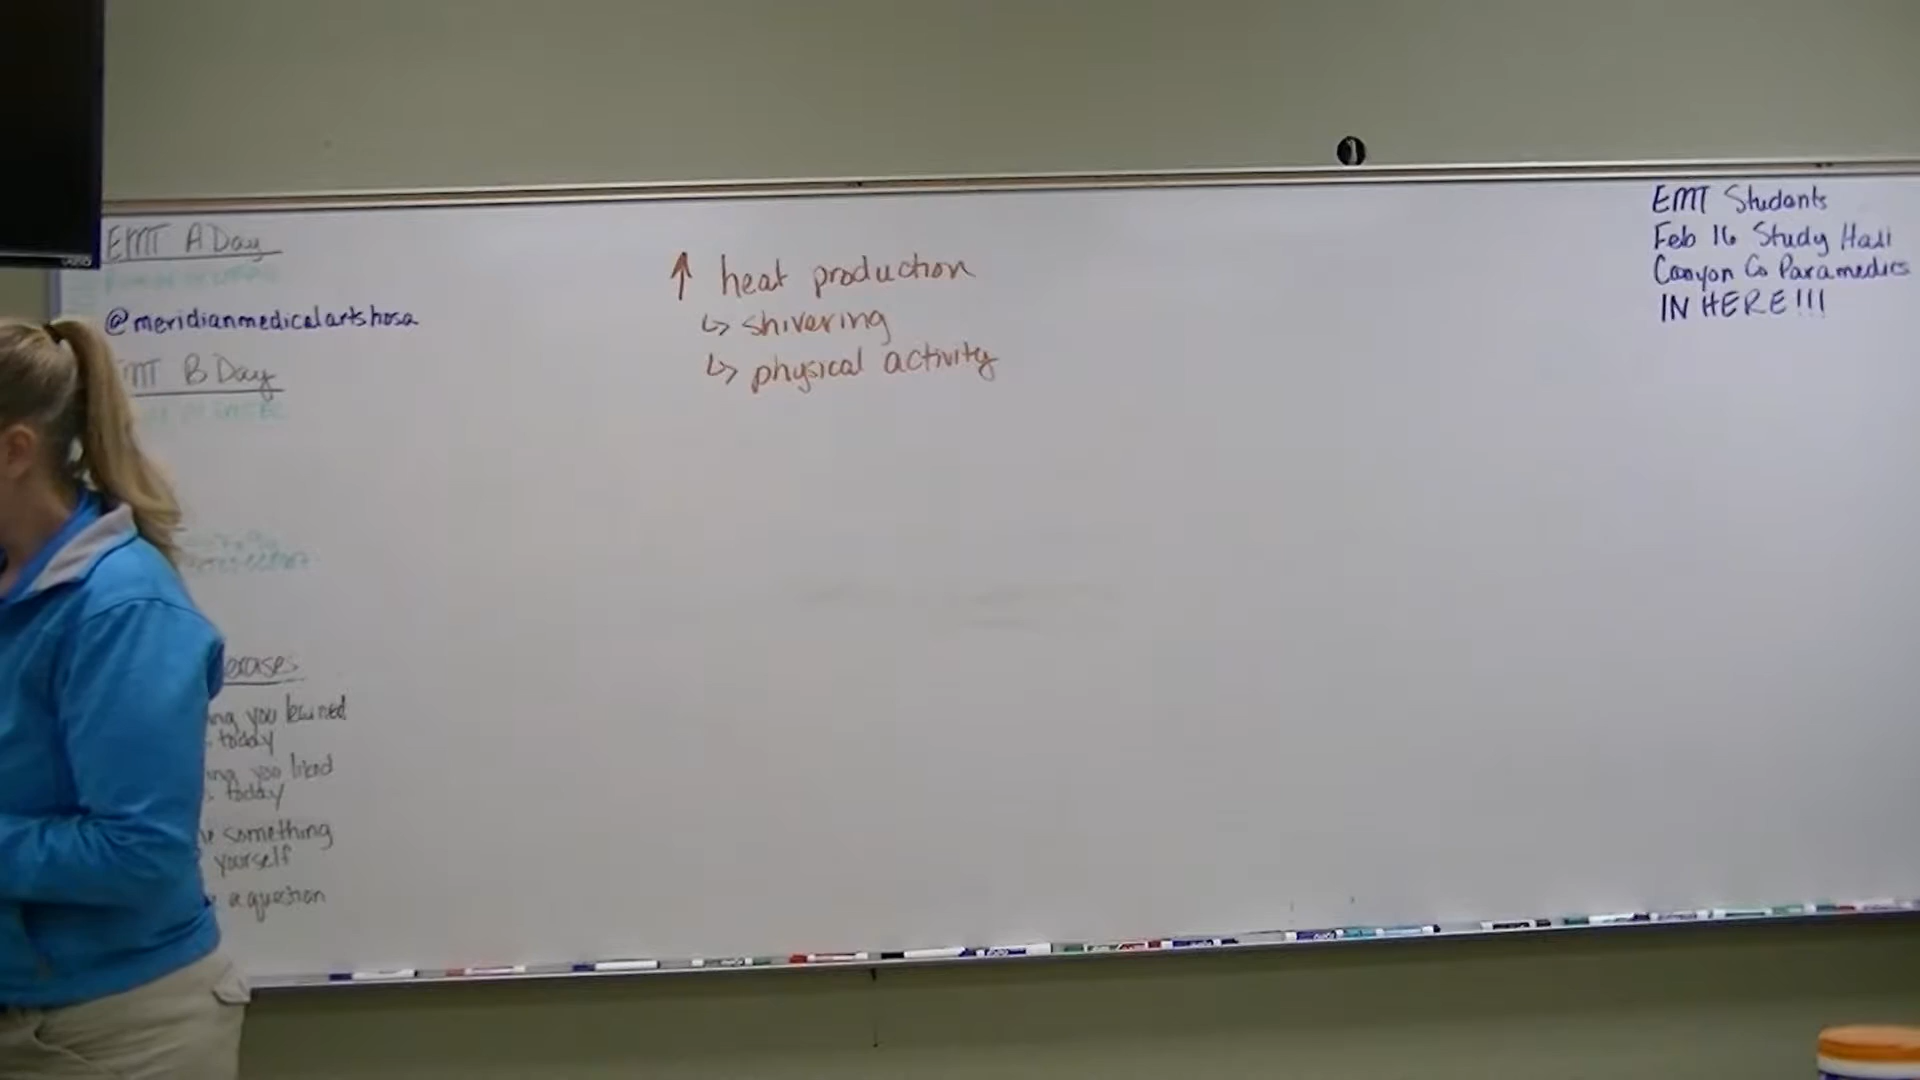 EMT A Day
@meridianmedicalartshosa
EMT B Day
↑ heat production
↳ shivering
↳ physical activity
EMT Students
Feb 16 Study Hall
Canyon Co Paramedics
IN HERE!!!
you learned
today
you liked
today
something
yourself
a question